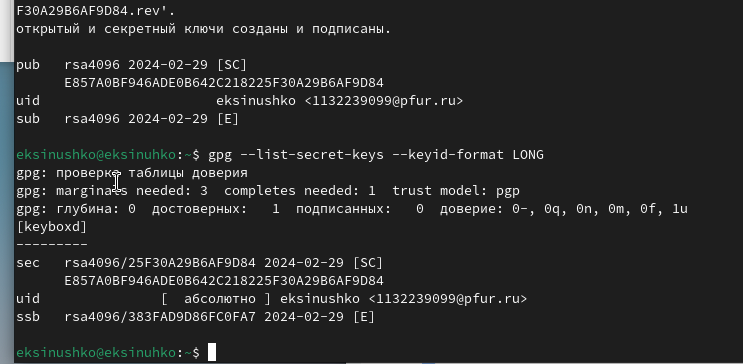 F30A29B6AF9D84.rev'.
открытый и секретный ключи созданы и подписаны.
pub   rsa4096 2024-02-29 [SC]
      E857A0BF946ADE0B642C218225F30A29B6AF9D84
uid                      eksinushko <1132239099@pfur.ru>
sub   rsa4096 2024-02-29 [E]
eksinushko@eksinuhko:~$ gpg --list-secret-keys --keyid-format LONG
gpg: проверка таблицы доверия
gpg: marginals needed: 3  completes needed: 1  trust model: pgp
gpg: глубина: 0  достоверных:   1  подписанных:   0  доверие: 0-, 0q, 0n, 0m, 0f, 1u
[keyboxd]
---------
sec   rsa4096/25F30A29B6AF9D84 2024-02-29 [SC]
      E857A0BF946ADE0B642C218225F30A29B6AF9D84
uid               [  абсолютно ] eksinushko <1132239099@pfur.ru>
ssb   rsa4096/383FAD9D86FC0FA7 2024-02-29 [E]
eksinushko@eksinuhko:~$